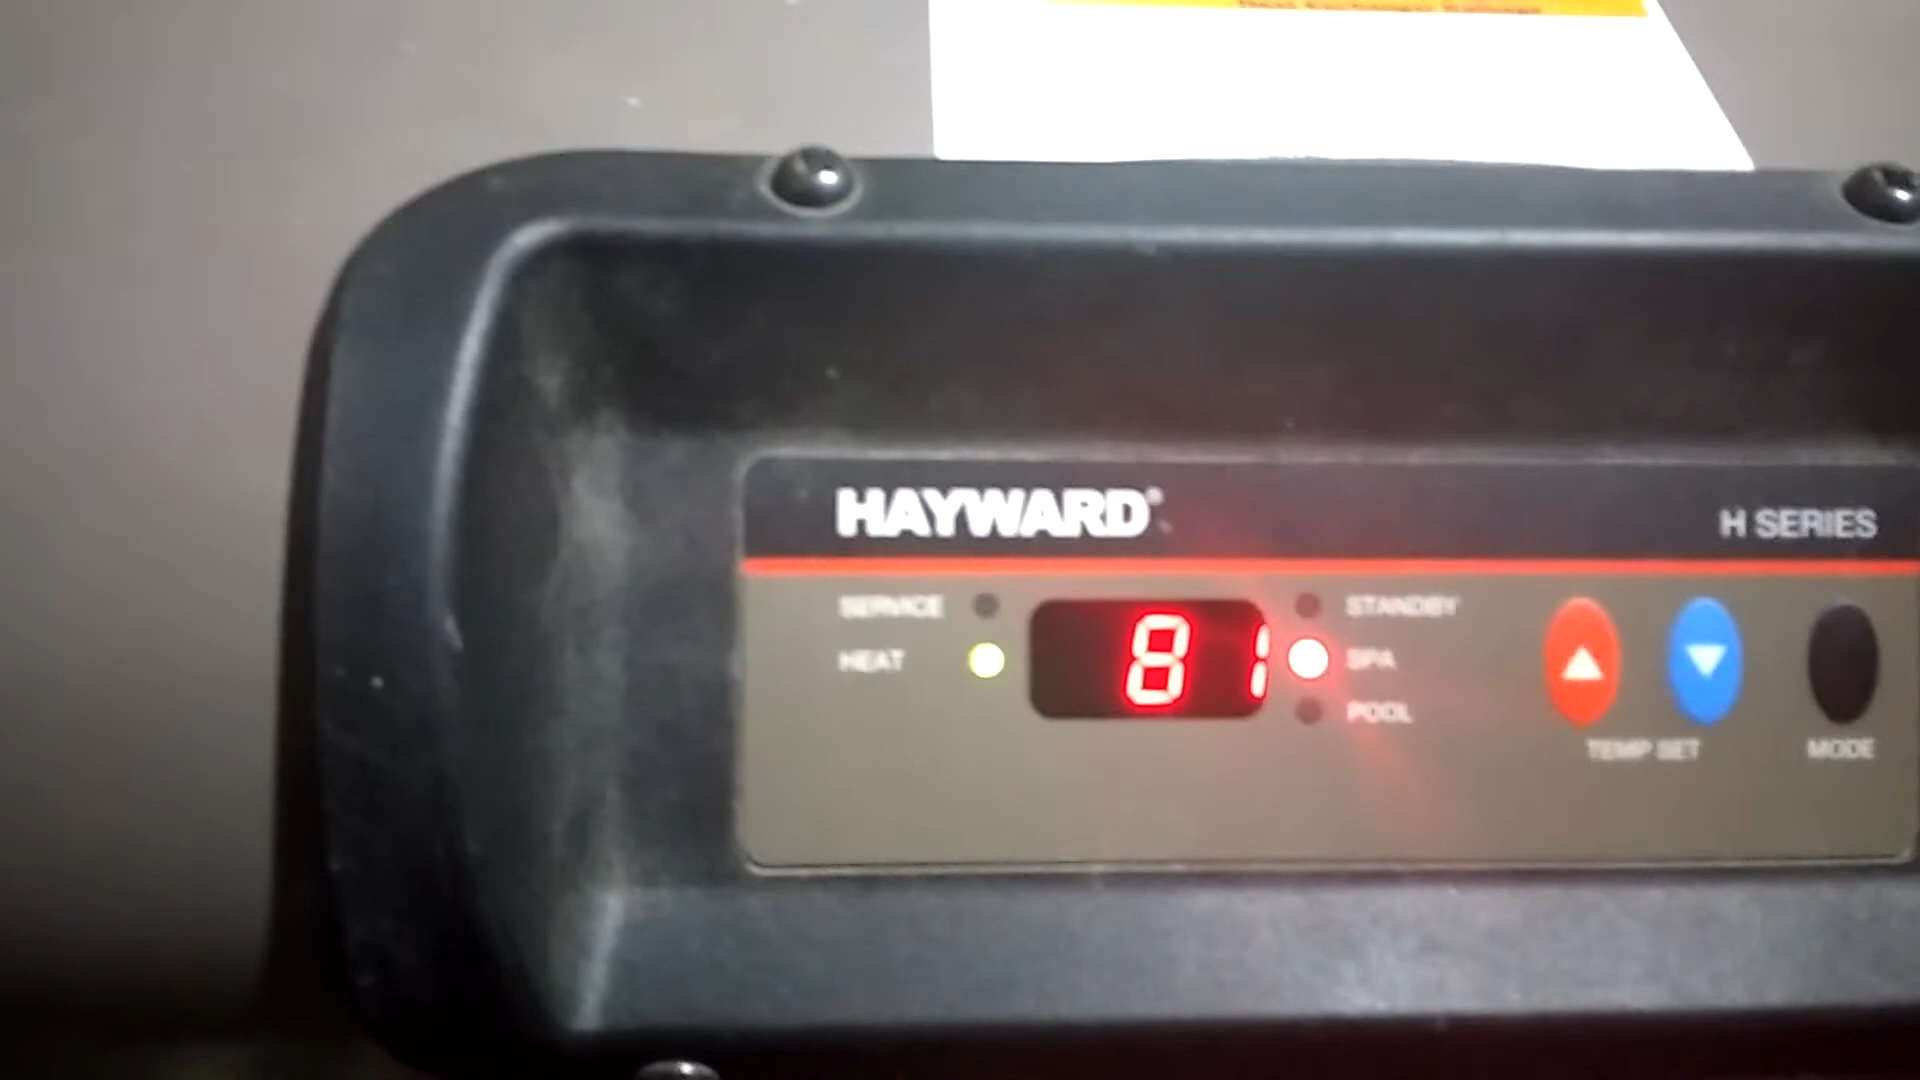 HAYWARD®
H SERIES
SERVICE
STANDBY
81
HEAT
SPA
POOL
TEMP SET
MODE